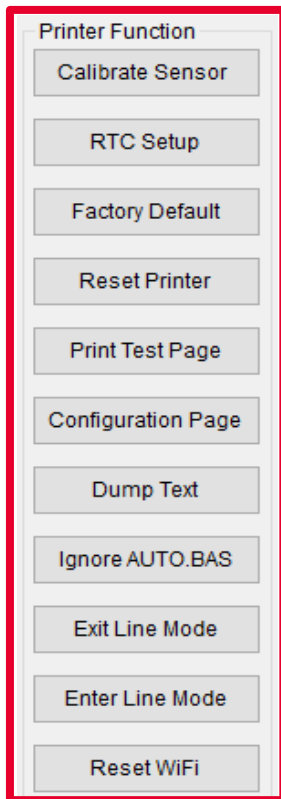 Printer Function
Calibrate Sensor
RTC Setup
Factory Default
Reset Printer
Print Test Page
Configuration Page
Dump Text
Ignore AUTO.BAS
Exit Line Mode
Enter Line Mode
Reset WiFi